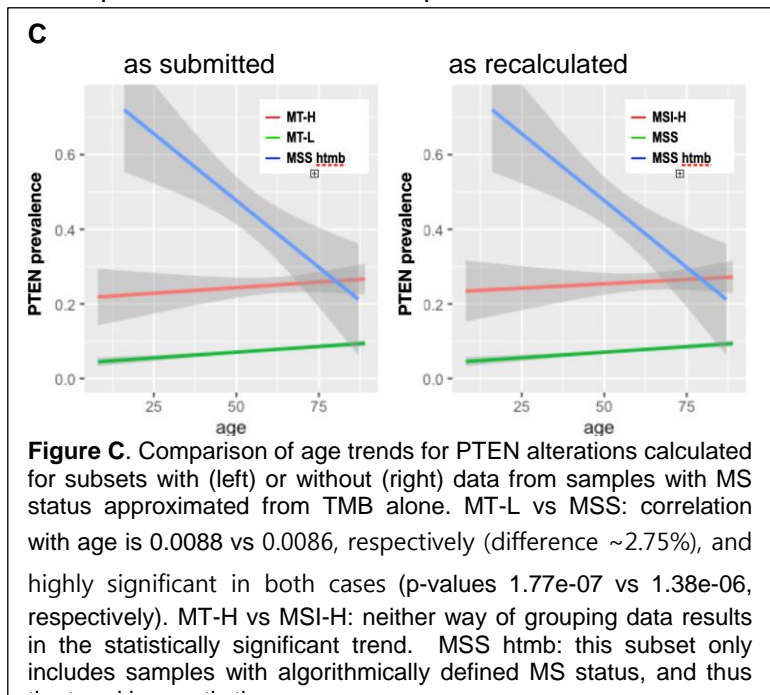 C
as submitted as recalculated
MT-H MSI-H
MT-L MSS
MSS htmb MSS htmb
0.6 0.6
0.4 0.4
0.2 0.2
0.0 0.0
PTEN prevalence PTEN prevalence
25 50 75 25 50 75
age age
Figure C. Comparison of age trends for PTEN alterations calculated
for subsets with (left) or without (right) data from samples with MS
status approximated from TMB alone. MT-L vs MSS: correlation
with age is 0.0088 vs 0.0086, respectively (difference ~2.75%), and
highly significant in both cases (p-values 1.77e-07 vs 1.38e-06,
respectively). MT-H vs MSI-H: neither way of grouping data results
in the statistically significant trend. MSS htmb: this subset only
includes samples with algorithmically defined MS status, and thus